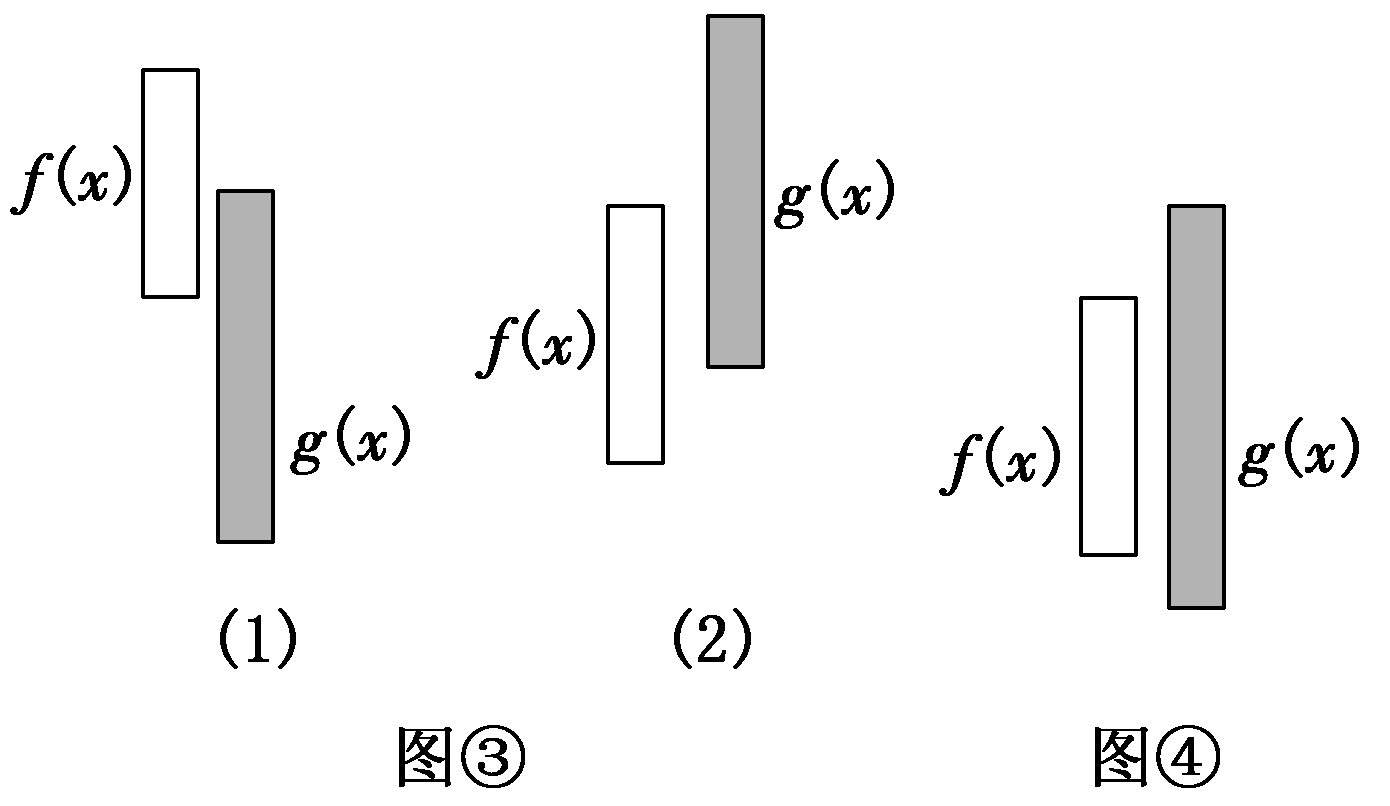 f(x)
g(x)
(1)
f(x)
g(x)
(2)
图③
f(x)
g(x)
图④